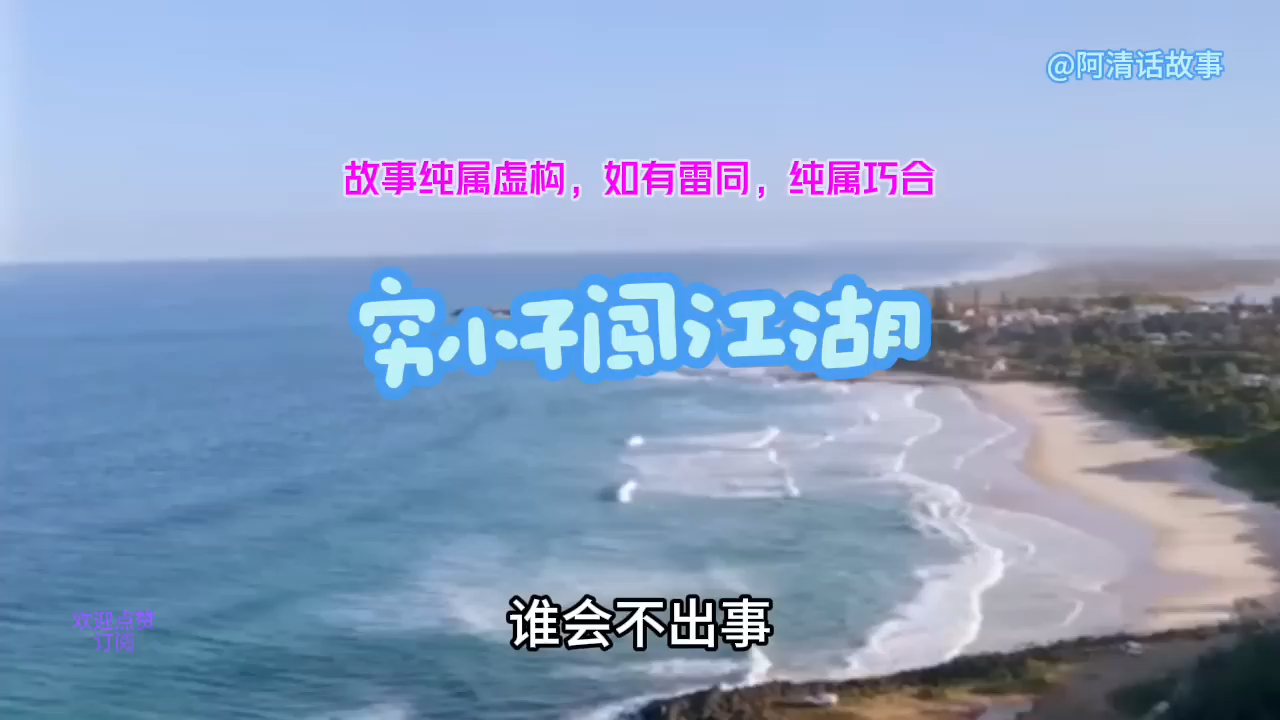 @阿清话故事
故事纯属虚构，如有雷同，纯属巧合
穷小子闯江湖
谁会不出事
欢迎点赞
订阅